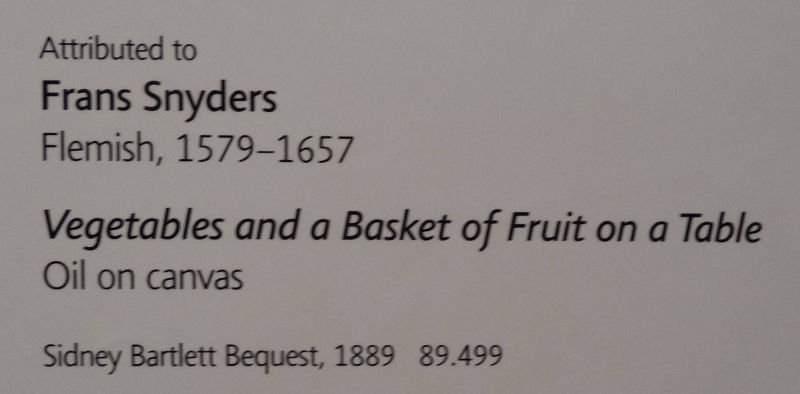 Attributed to
Frans Snyders
Flemish, 1579–1657
Vegetables and a Basket of Fruit on a Table
Oil on canvas
Sidney Bartlett Bequest, 1889 89.499